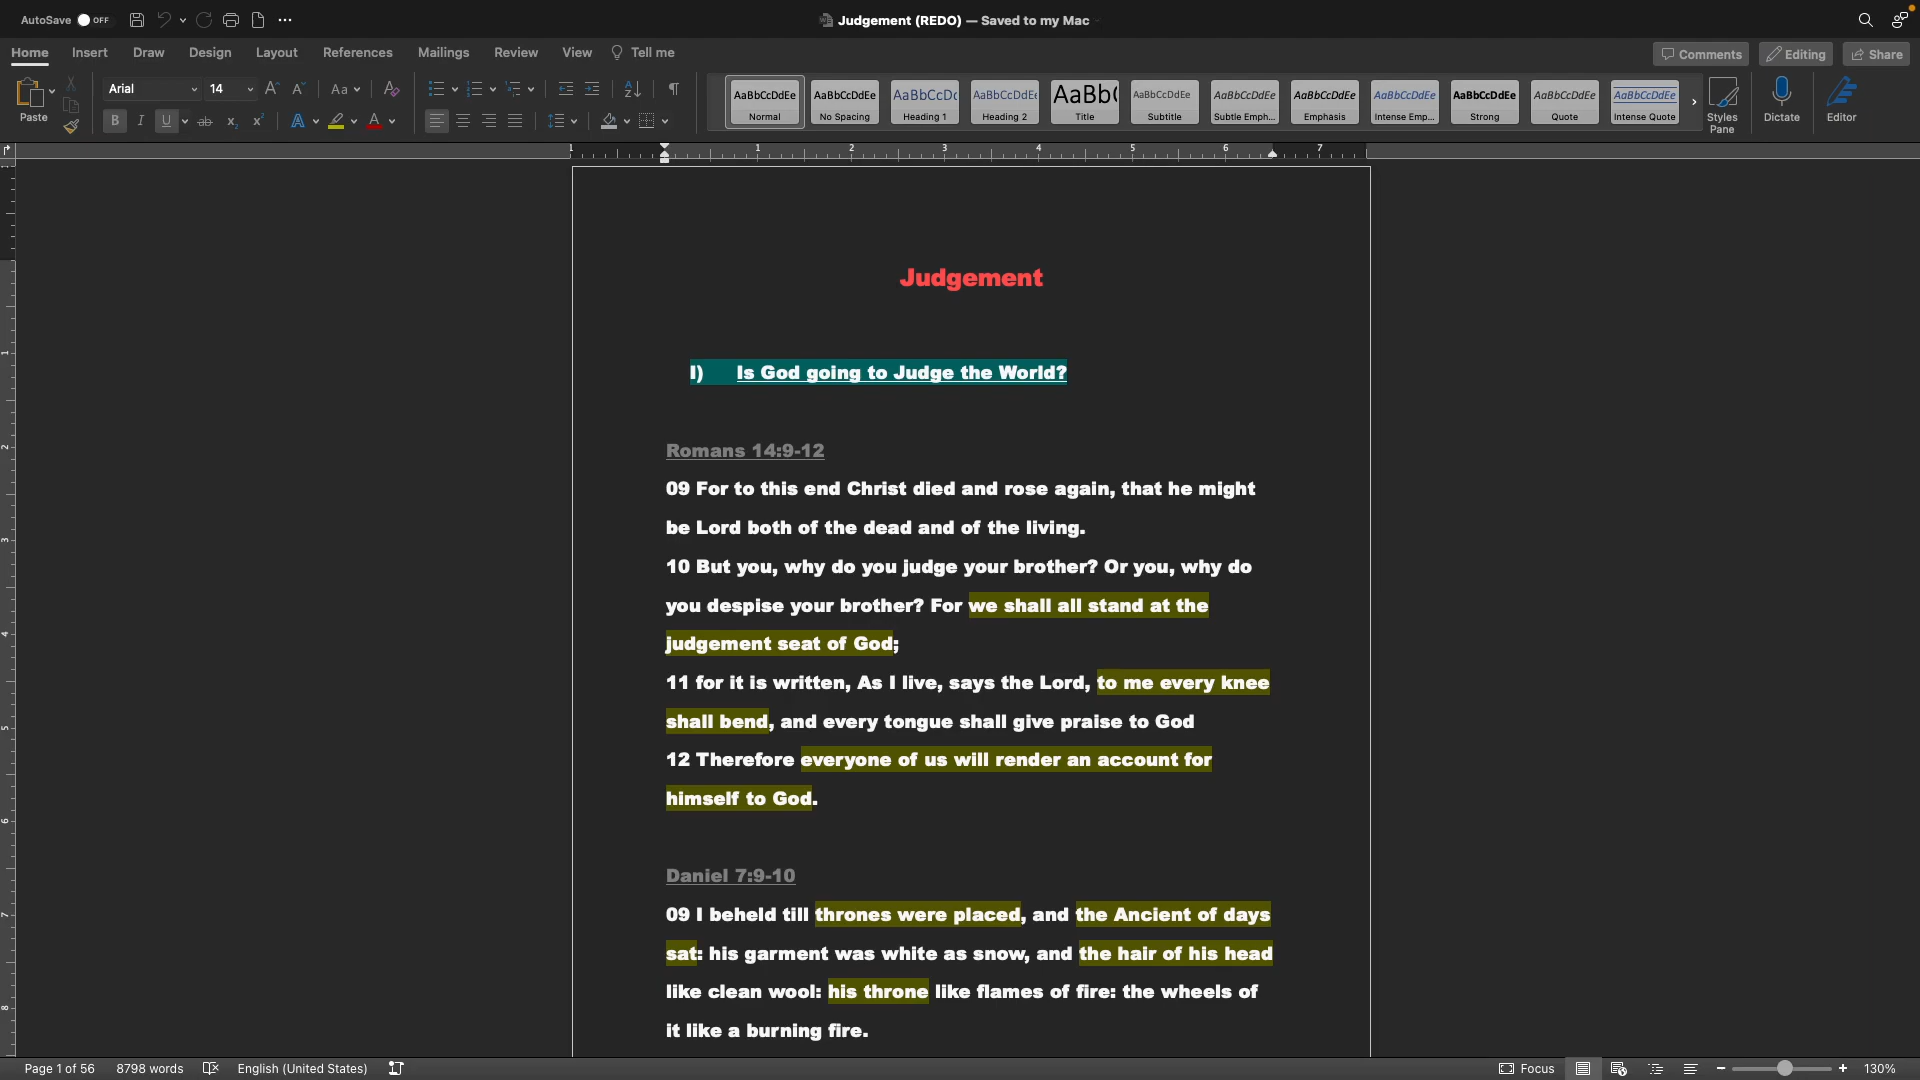 AutoSave OFF
Judgement (REDO) — Saved to my Mac
Home Insert Draw Design Layout References Mailings Review View Tell me
Comments Editing Share
Paste
Arial 14
Aa
AaBbCcDdEe AaBbCcDdEe AaBbCcDc AaBbCcDdEe AaBb( AaBbCcDdEe AaBbCcDdEe AaBbCcDdEe AaBbCcDdEe AaBbCcDdEe AaBbCcDdEe AaBbCcDdEe
Normal No Spacing Heading 1 Heading 2 Title Subtitle Subtle Emph... Emphasis Intense Emp... Strong Quote Intense Quote
Styles Pane
Dictate
Editor
1 1 2 3 4 5 6 7
Judgement
I) Is God going to Judge the World?
Romans 14:9-12
09 For to this end Christ died and rose again, that he might
be Lord both of the dead and of the living.
10 But you, why do you judge your brother? Or you, why do
you despise your brother? For we shall all stand at the
judgement seat of God;
11 for it is written, As I live, says the Lord, to me every knee
shall bend, and every tongue shall give praise to God
12 Therefore everyone of us will render an account for
himself to God.
Daniel 7:9-10
09 I beheld till thrones were placed, and the Ancient of days
sat: his garment was white as snow, and the hair of his head
like clean wool: his throne like flames of fire: the wheels of
it like a burning fire.
Page 1 of 56 8798 words English (United States) Focus 130%